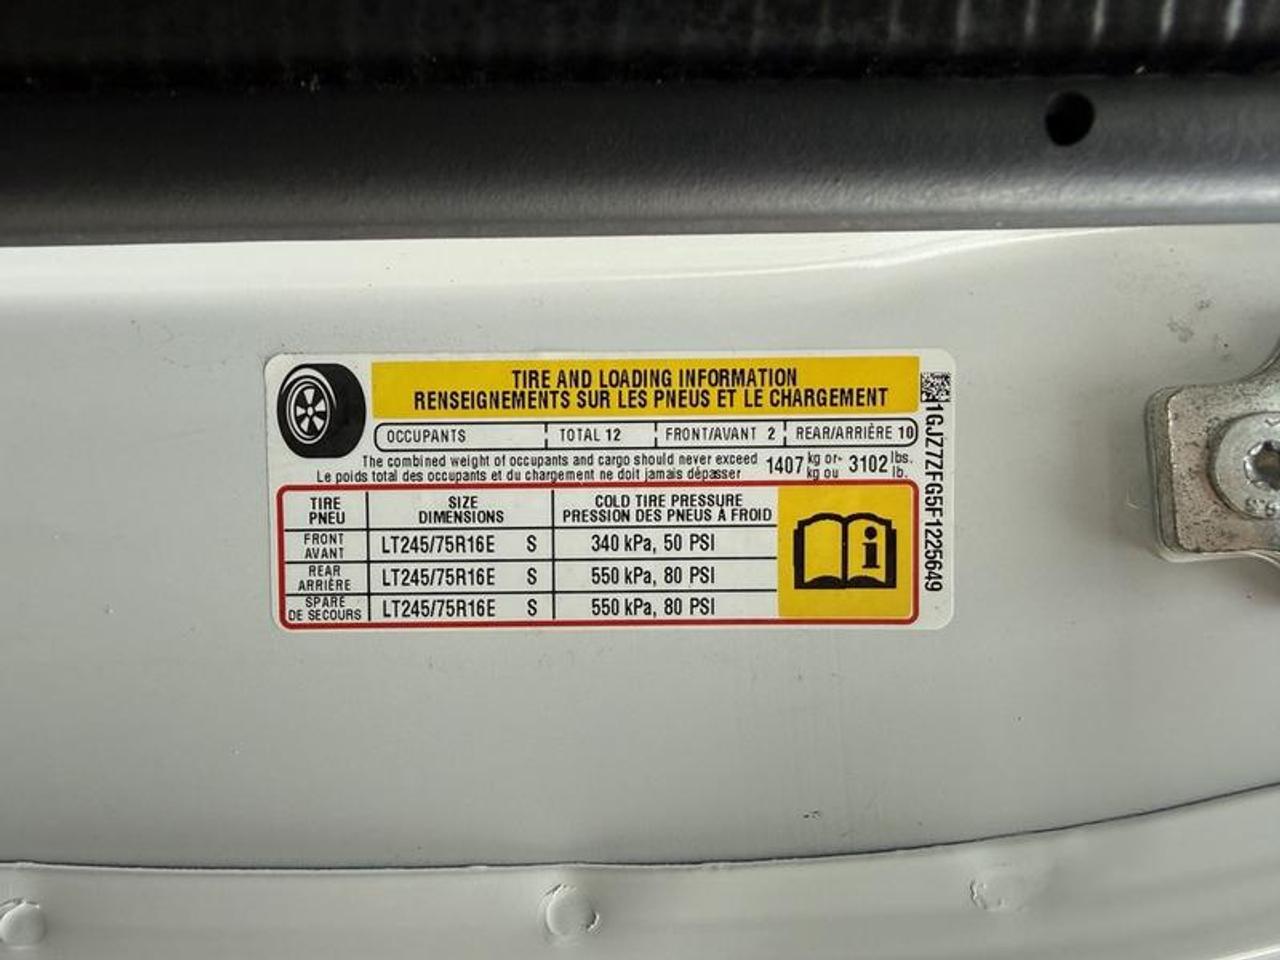 TIRE AND LOADING INFORMATION
RENSEIGNEMENTS SUR LES PNEUS ET LE CHARGEMENT
OCCUPANTS TOTAL 12 FRONT/AVANT 2 REAR/ARRIÈRE 10
The combined weight of occupants and cargo should never exceed 1407 kg or 3102 lbs.
Le poids total des occupants et du chargement ne doit jamais dépasser kg ou lb.
TIRE SIZE COLD TIRE PRESSURE
PNEU DIMENSIONS PRESSION DES PNEUS À FROID
FRONT
AVANT LT245/75R16E S 340 kPa, 50 PSI
REAR
ARRIÈRE LT245/75R16E S 550 kPa, 80 PSI
SPARE
DE SECOURS LT245/75R16E S 550 kPa, 80 PSI
i
1GJZ7ZFG5F1225649